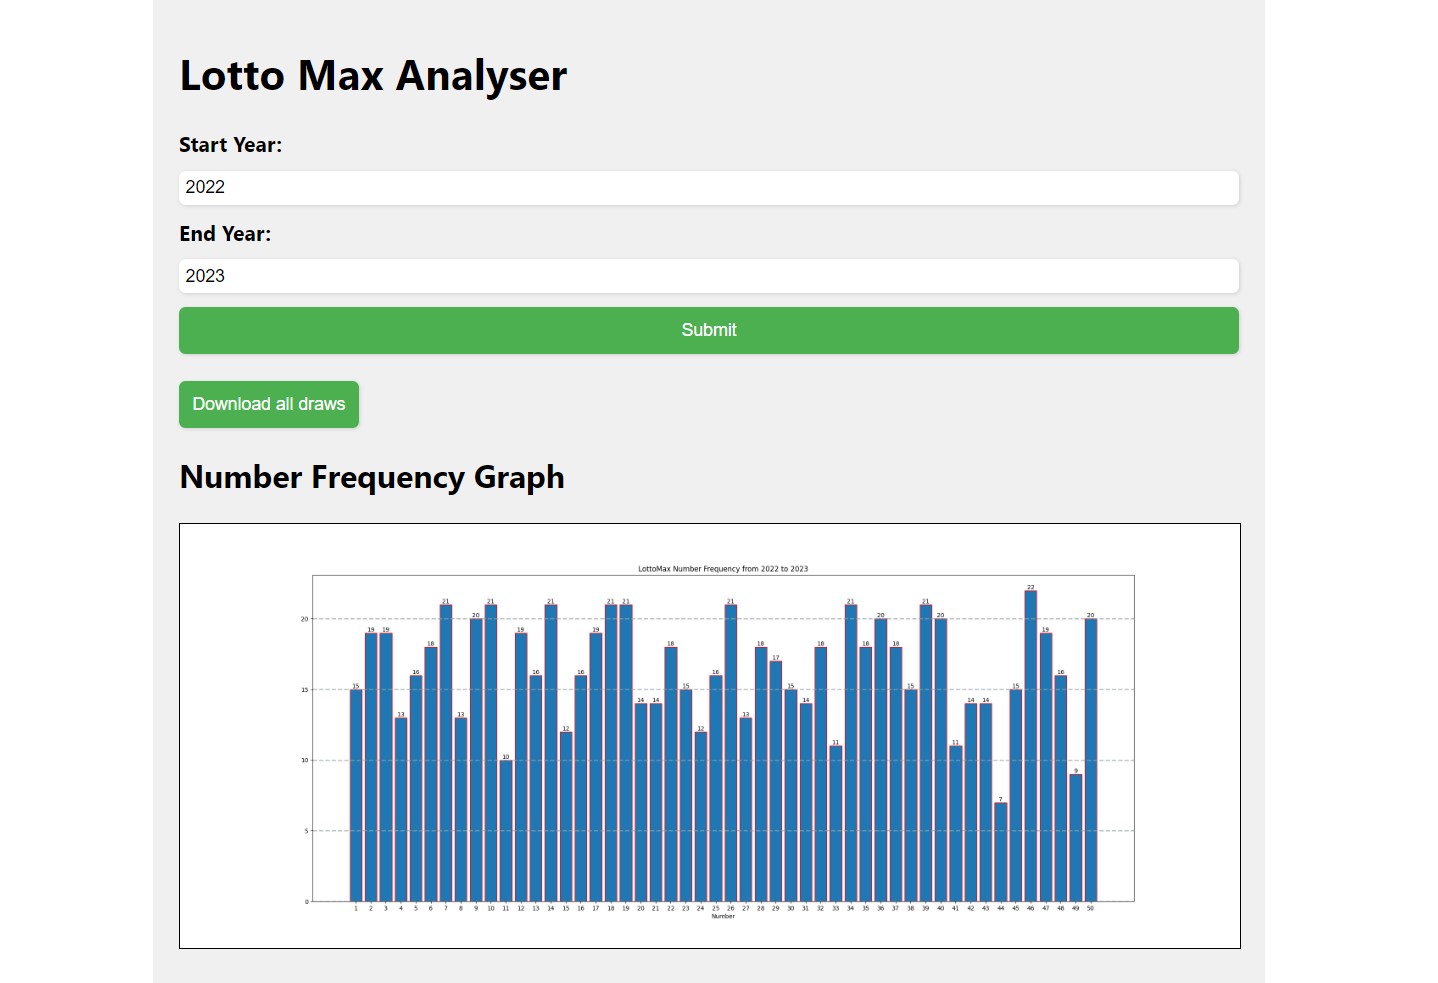 Lotto Max Analyser
Start Year:
2022
End Year:
2023
Submit
Download all draws
Number Frequency Graph
LottoMax Number Frequency from 2022 to 2023
20
15
10
5
0
15 19 19 13 16 18 21 13 20 21 10 19 16 21 12 16 19 21 21 14 14 18 15 12 16 21 13 18 17 15 14 18 11 21 18 20 18 15 21 20 11 14 14 7 15 22 19 16 9 20
1 2 3 4 5 6 7 8 9 10 11 12 13 14 15 16 17 18 19 20 21 22 23 24 25 26 27 28 29 30 31 32 33 34 35 36 37 38 39 40 41 42 43 44 45 46 47 48 49 50
Number